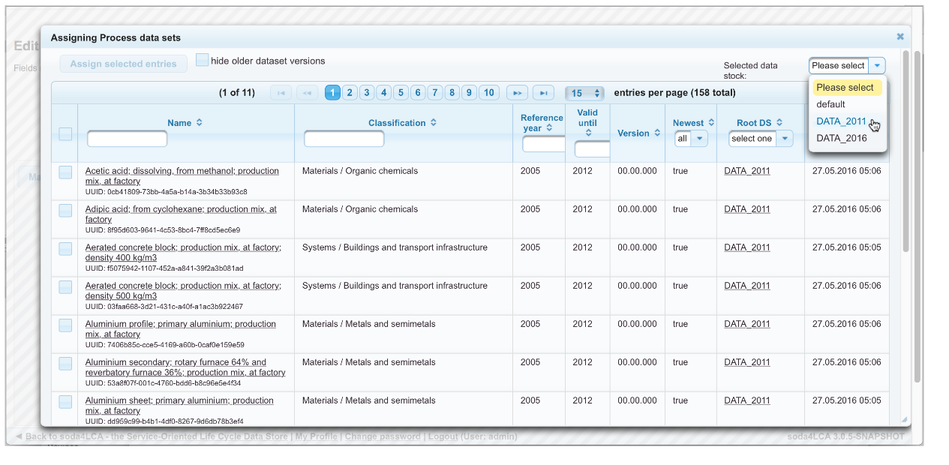 Edit
Assigning Process data sets
Fields
Assign selected entries
hide older dataset versions
Selected data
stock:
Please select
Please select
default
DATA_2011
DATA_2016
(1 of 11)
1 2 3 4 5 6 7 8 9 10
15
entries per page (158 total)
Name
Classification
Reference
year
Valid
until
Version
Newest
all
Root DS
select one
Acetic acid; dissolving, from methanol; production
mix, at factory
UUID: 0cb41809-73bb-4a5a-b14a-3b34b33b93c8
Materials / Organic chemicals
2005
2012
00.00.000
true
DATA_2011
27.05.2016 05:06
Adipic acid; from cyclohexane; production mix, at
factory
UUID: 8f95d603-9641-4c53-8bc4-7ff8cd5ec6e9
Materials / Organic chemicals
2005
2012
00.00.000
true
DATA_2011
27.05.2016 05:06
Aerated concrete block; production mix, at factory;
density 400 kg/m3
UUID: f5075942-1107-452a-a841-39f2a3b081ad
Systems / Buildings and transport infrastructure
2005
2012
00.00.000
true
DATA_2011
27.05.2016 05:05
Aerated concrete block; production mix, at factory;
density 500 kg/m3
UUID: 03faa668-3d21-431c-a40f-a1ac3b922467
Systems / Buildings and transport infrastructure
2005
2012
00.00.000
true
DATA_2011
27.05.2016 05:05
Aluminium profile; primary aluminium; production
mix, at factory
UUID: 7406b85c-cce5-4169-a60b-0caf0e159e59
Materials / Metals and semimetals
2005
2012
00.00.000
true
DATA_2011
27.05.2016 05:06
Aluminium secondary; rotary furnace 64% and
reverbatory furnace 36%; production mix, at factory
UUID: 53a8f07f-001c-4760-bdd6-b8c96e5e4f34
Materials / Metals and semimetals
2005
2012
00.00.000
true
DATA_2011
27.05.2016 05:06
Aluminium sheet; primary aluminium; production
mix, at factory
UUID: dd959c99-b4b1-4df0-8267-9d6db78b3ef4
Materials / Metals and semimetals
2005
2012
00.00.000
true
DATA_2011
27.05.2016 05:06
Back to soda4LCA - the Service-Oriented Life Cycle Data Store | My Profile | Change password | Logout (User: admin)
soda4LCA 3.0.5-SNAPSHOT